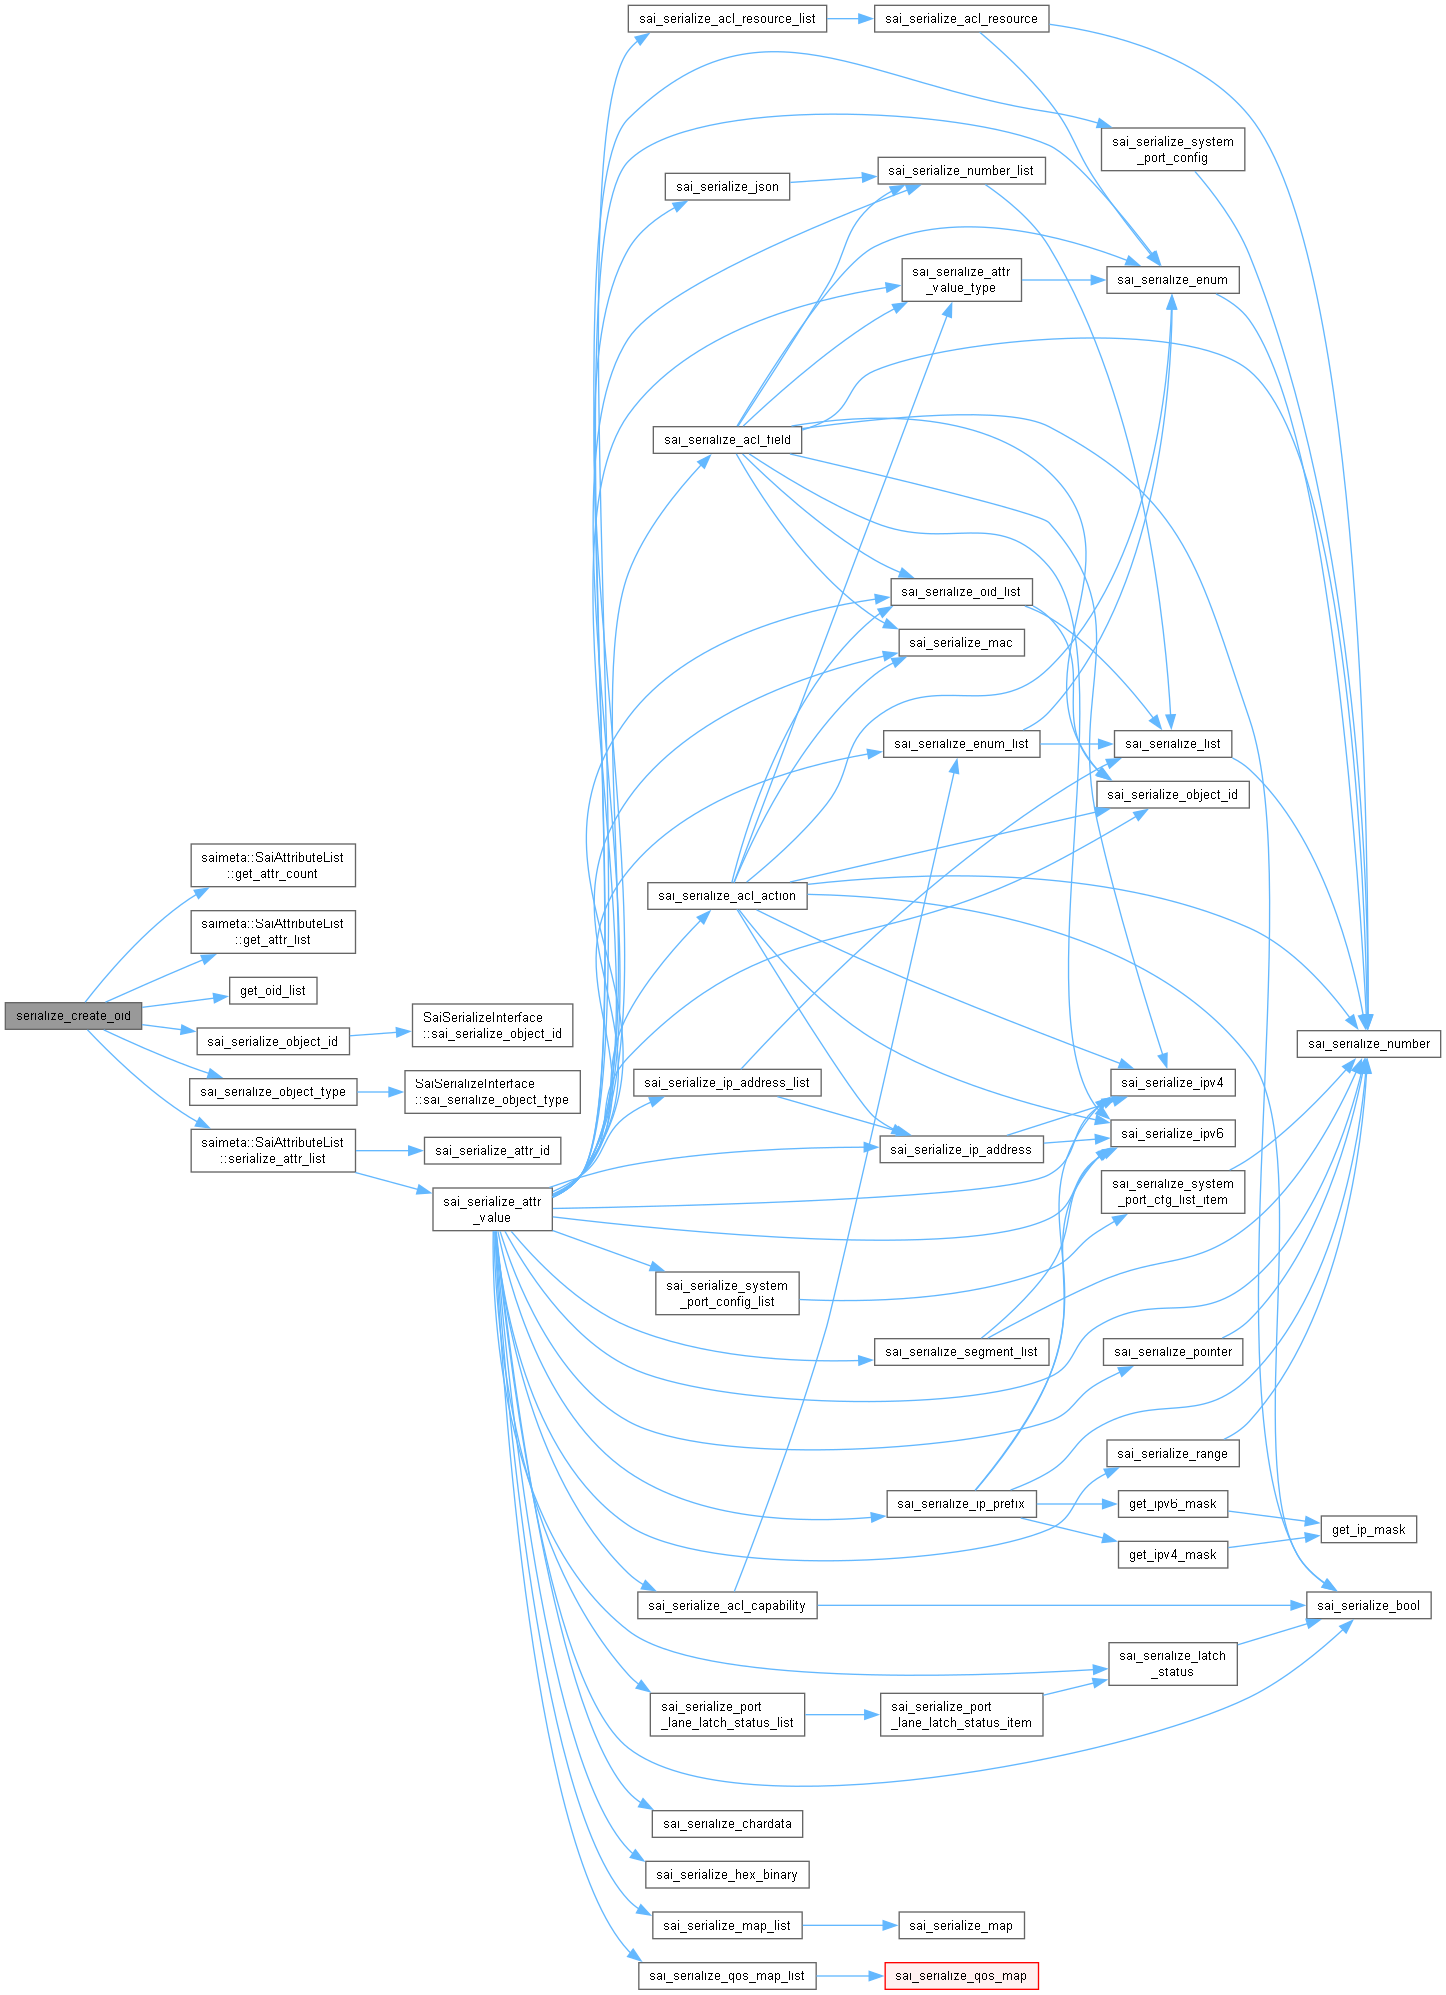 sai_serialize_acl_resource_list
sai_serialize_acl_resource
sai_serialize_system
_port_config
sai_serialize_number_list
sai_serialize_json
sai_serialize_attr
_value_type
sai_serialize_enum
sai_serialize_acl_field
sai_serialize_oid_list
sai_serialize_mac
sai_serialize_enum_list
sai_serialize_list
sai_serialize_object_id
saimeta::SaiAttributeList
::get_attr_count
sai_serialize_acl_action
saimeta::SaiAttributeList
::get_attr_list
get_oid_list
serialize_create_oid
SaiSerializeInterface
::sai_serialize_object_id
sai_serialize_object_id
sai_serialize_number
sai_serialize_object_type
SaiSerializeInterface
::sai_serialize_object_type
sai_serialize_ip_address_list
sai_serialize_ipv4
sai_serialize_ipv6
saimeta::SaiAttributeList
::serialize_attr_list
sai_serialize_attr_id
sai_serialize_ip_address
sai_serialize_system
_port_cfg_list_item
sai_serialize_attr
_value
sai_serialize_system
_port_config_list
sai_serialize_segment_list
sai_serialize_pointer
sai_serialize_range
sai_serialize_ip_prefix
get_ipv6_mask
get_ip_mask
get_ipv4_mask
sai_serialize_acl_capability
sai_serialize_bool
sai_serialize_latch
_status
sai_serialize_port
_lane_latch_status_list
sai_serialize_port
_lane_latch_status_item
sai_serialize_chardata
sai_serialize_hex_binary
sai_serialize_map_list
sai_serialize_map
sai_serialize_qos_map_list
sai_serialize_qos_map